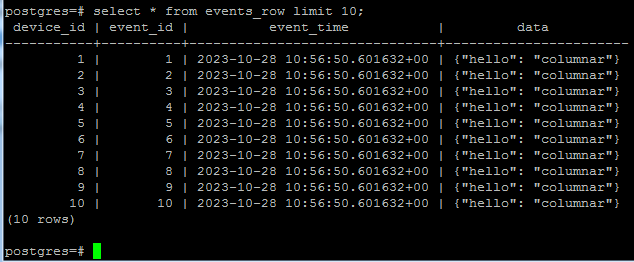 postgres=# select * from events_row limit 10;
 device_id | event_id |          event_time           |         data
-----------+----------+-------------------------------+-----------------------
         1 |        1 | 2023-10-28 10:56:50.601632+00 | {"hello": "columnar"}
         2 |        2 | 2023-10-28 10:56:50.601632+00 | {"hello": "columnar"}
         3 |        3 | 2023-10-28 10:56:50.601632+00 | {"hello": "columnar"}
         4 |        4 | 2023-10-28 10:56:50.601632+00 | {"hello": "columnar"}
         5 |        5 | 2023-10-28 10:56:50.601632+00 | {"hello": "columnar"}
         6 |        6 | 2023-10-28 10:56:50.601632+00 | {"hello": "columnar"}
         7 |        7 | 2023-10-28 10:56:50.601632+00 | {"hello": "columnar"}
         8 |        8 | 2023-10-28 10:56:50.601632+00 | {"hello": "columnar"}
         9 |        9 | 2023-10-28 10:56:50.601632+00 | {"hello": "columnar"}
        10 |       10 | 2023-10-28 10:56:50.601632+00 | {"hello": "columnar"}
(10 rows)
postgres=#